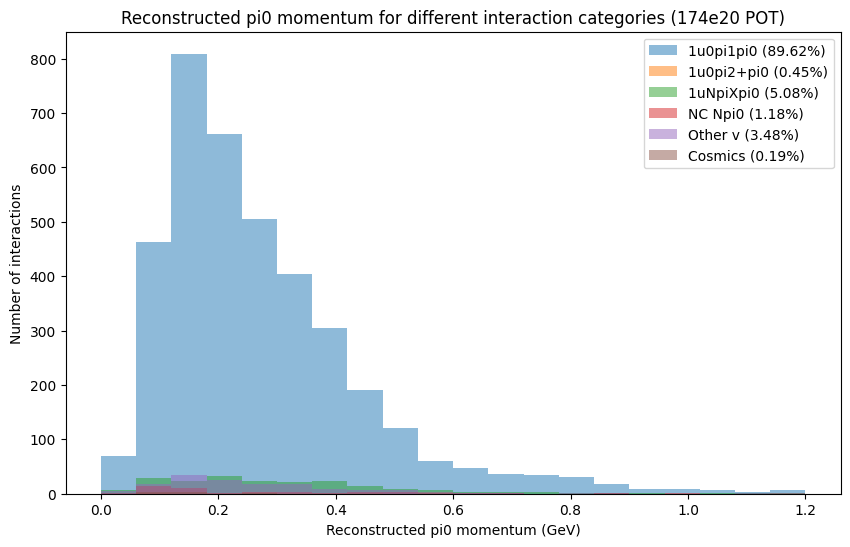 Reconstructed pi0 momentum for different interaction categories (174e20 POT)
1u0pi1pi0 (89.62%)
1u0pi2+pi0 (0.45%)
1uNpiXpi0 (5.08%)
NC Npi0 (1.18%)
Other v (3.48%)
Cosmics (0.19%)
Number of interactions
800
700
600
500
400
300
200
100
0
0.0 0.2 0.4 0.6 0.8 1.0 1.2
Reconstructed pi0 momentum (GeV)